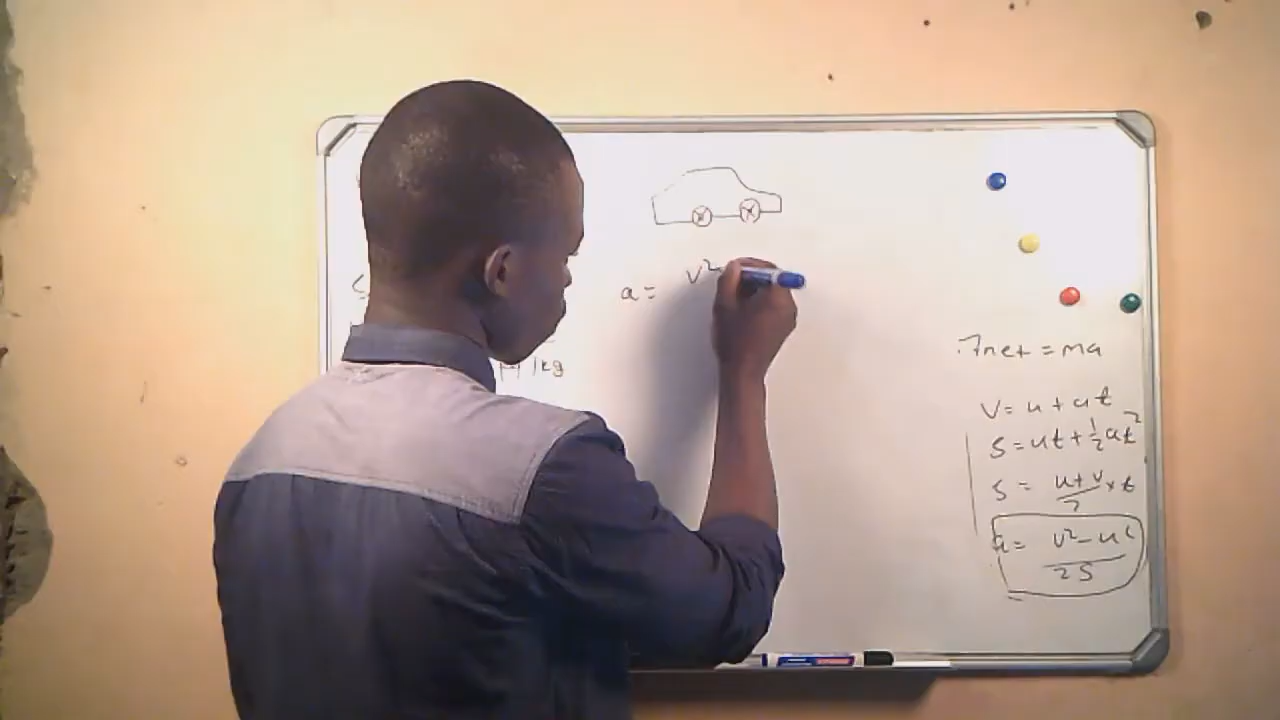 a = v²
kg
Fnet = ma
v = u + at
s = ut + ½at²
s = u+v/2 × t
a = v² - u²/2s